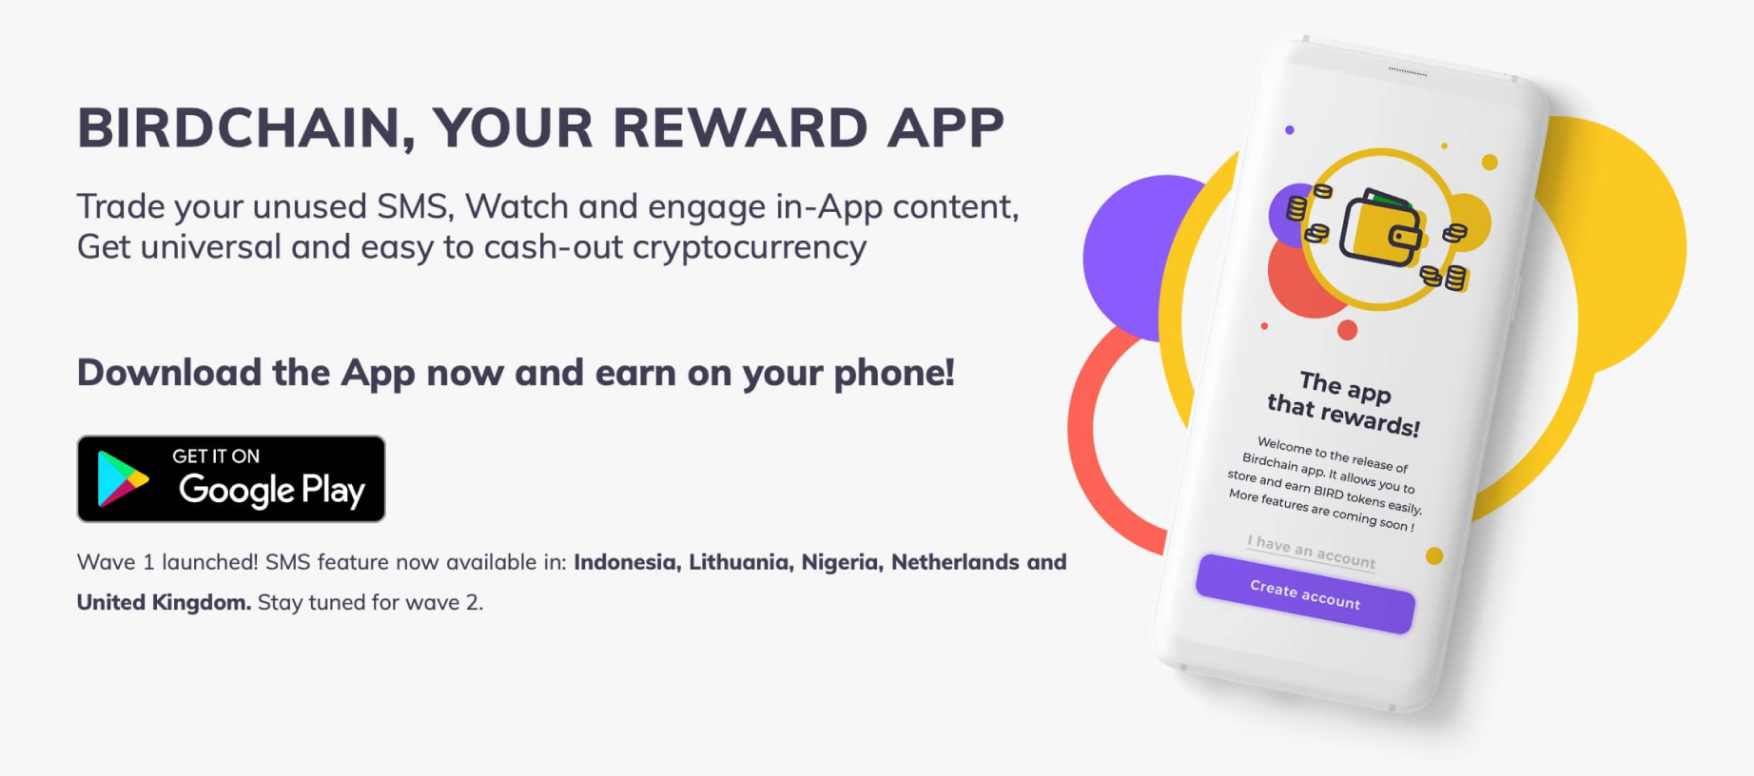 BIRDCHAIN, YOUR REWARD APP
Trade your unused SMS, Watch and engage in-App content,
Get universal and easy to cash-out cryptocurrency
Download the App now and earn on your phone!
GET IT ON
Google Play
Wave 1 launched! SMS feature now available in: Indonesia, Lithuania, Nigeria, Netherlands and
United Kingdom. Stay tuned for wave 2.
The app
that rewards!
Welcome to the release of
Birdchain app. It allows you to
store and earn BIRD tokens easily.
More features are coming soon !
I have an account
Create account